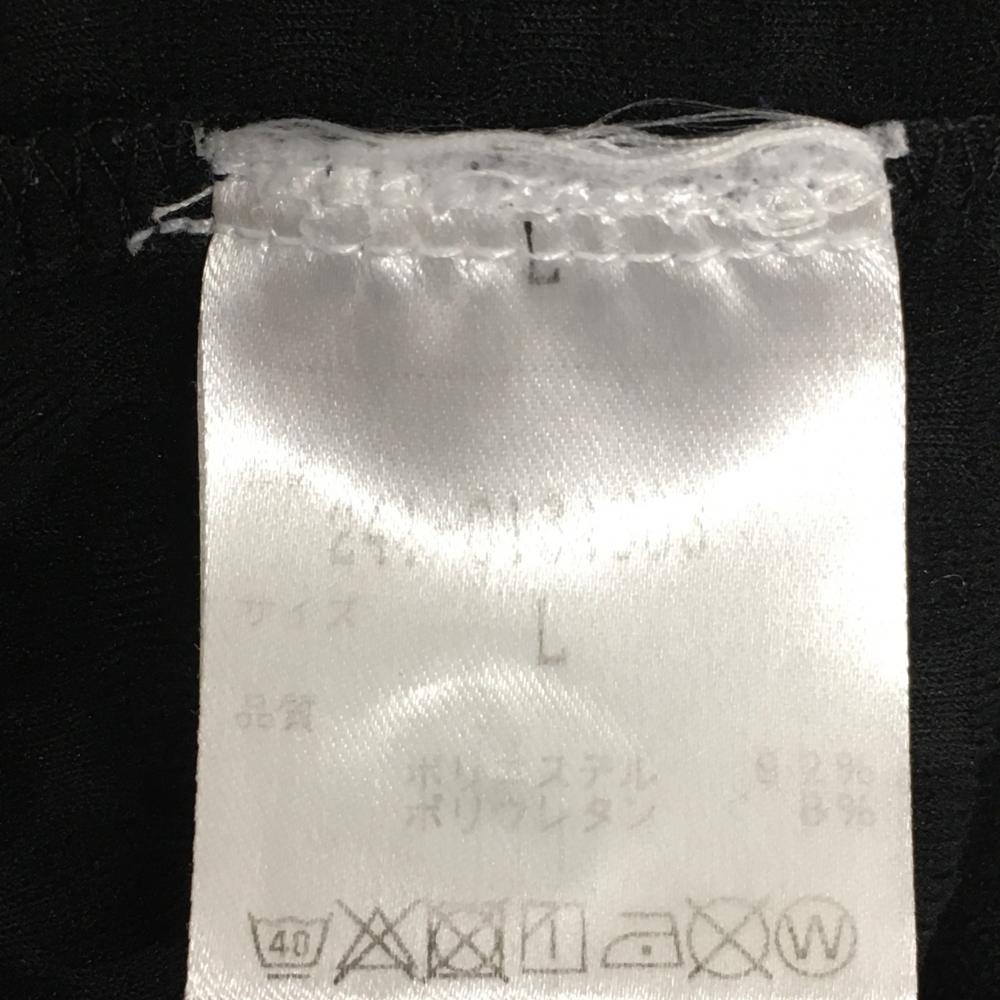 L
サイズ L
品質
ポリエステル 92%
ポリウレタン 8%
40 W